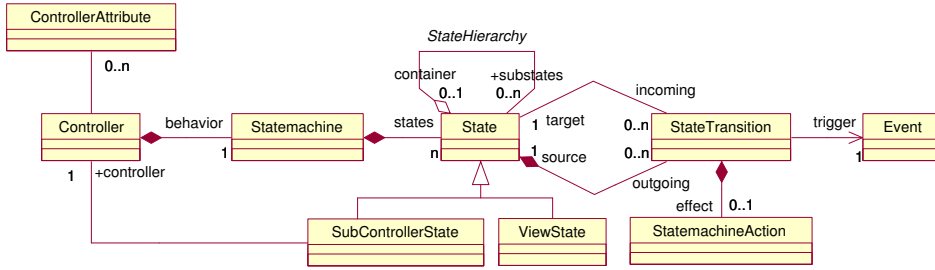 ControllerAttribute
0..n
StateHierarchy
container
+substates
0..1
0..n
incoming
Controller
behavior
1
Statemachine
states
n
State
1
target
0..n
StateTransition
trigger
1
Event
1
source
0..n
outgoing
1
+controller
effect
0..1
SubControllerState
ViewState
StatemachineAction